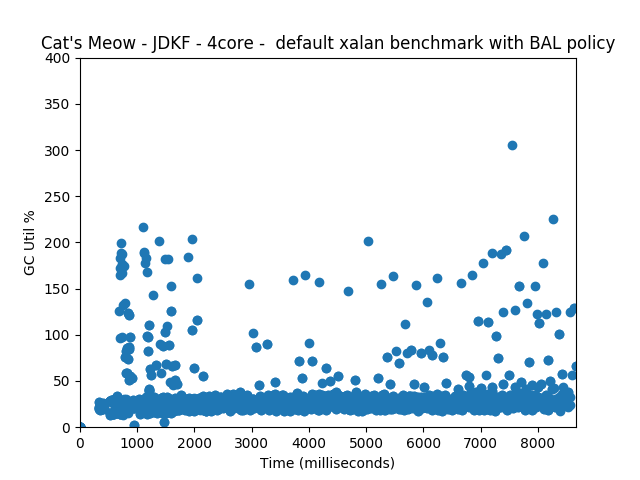 Cat's Meow - JDKF - 4core -  default xalan benchmark with BAL policy
400
350
300
250
200
150
100
50
0
GC Util %
0 1000 2000 3000 4000 5000 6000 7000 8000
Time (milliseconds)